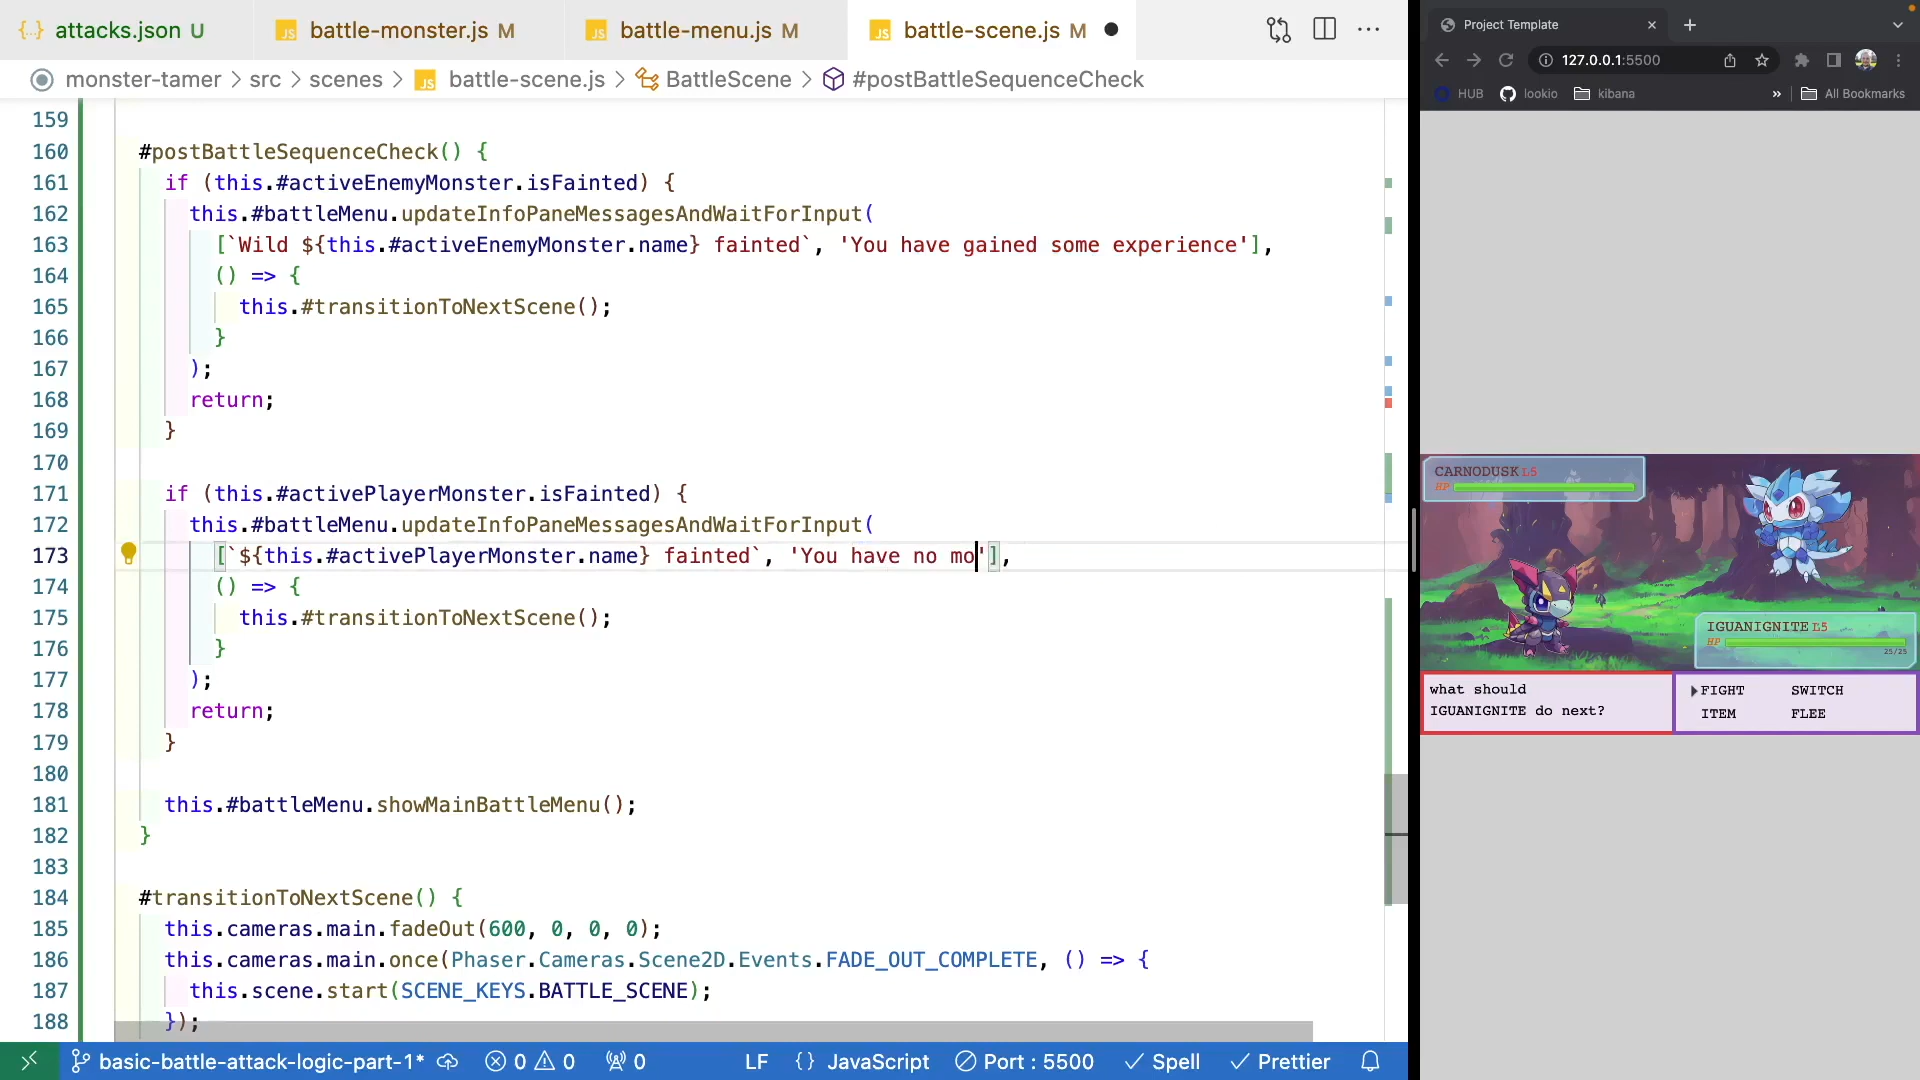 attacks.json U
battle-monster.js M
battle-menu.js M
battle-scene.js M
monster-tamer > src > scenes > battle-scene.js > BattleScene > #postBattleSequenceCheck
159
160 #postBattleSequenceCheck() {
161 if (this.#activeEnemyMonster.isFainted) {
162 this.#battleMenu.updateInfoPaneMessagesAndWaitForInput(
163 [`Wild ${this.#activeEnemyMonster.name} fainted`, 'You have gained some experience'],
164 () => {
165 this.#transitionToNextScene();
166 }
167 );
168 return;
169 }
170
171 if (this.#activePlayerMonster.isFainted) {
172 this.#battleMenu.updateInfoPaneMessagesAndWaitForInput(
173 [`${this.#activePlayerMonster.name} fainted`, 'You have no mo'],
174 () => {
175 this.#transitionToNextScene();
176 }
177 );
178 return;
179 }
180
181 this.#battleMenu.showMainBattleMenu();
182 }
183
184 #transitionToNextScene() {
185 this.cameras.main.fadeOut(600, 0, 0, 0);
186 this.cameras.main.once(Phaser.Cameras.Scene2D.Events.FADE_OUT_COMPLETE, () => {
187 this.scene.start(SCENE_KEYS.BATTLE_SCENE);
188 });
basic-battle-attack-logic-part-1* 0 0 0 LF {} JavaScript Port : 5500 Spell Prettier
Project Template
127.0.0.1:5500
HUB lookio kibana » All Bookmarks
CARNODUSK L5
HP
IGUANIGNITE L5
HP
25/25
what should
IGUANIGNITE do next?
FIGHT SWITCH
ITEM FLEE